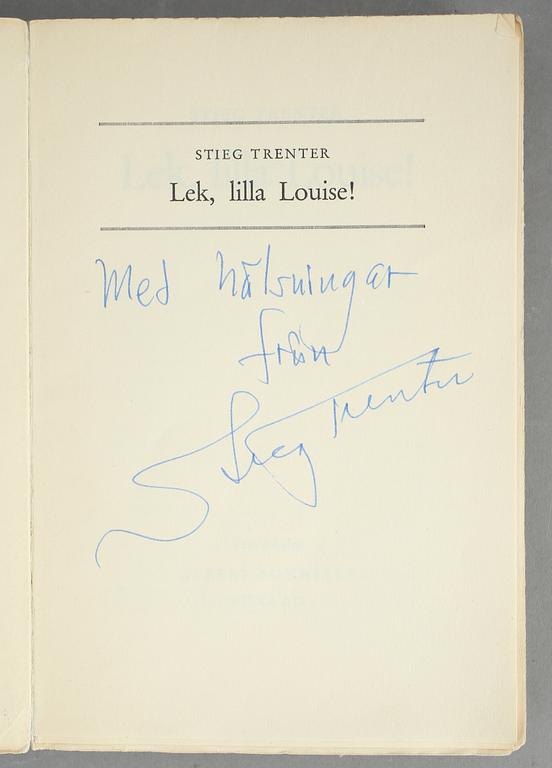 STIEG TRENTER
Lek, lilla Louise!
Med hälsningar
från
Stieg Trenter